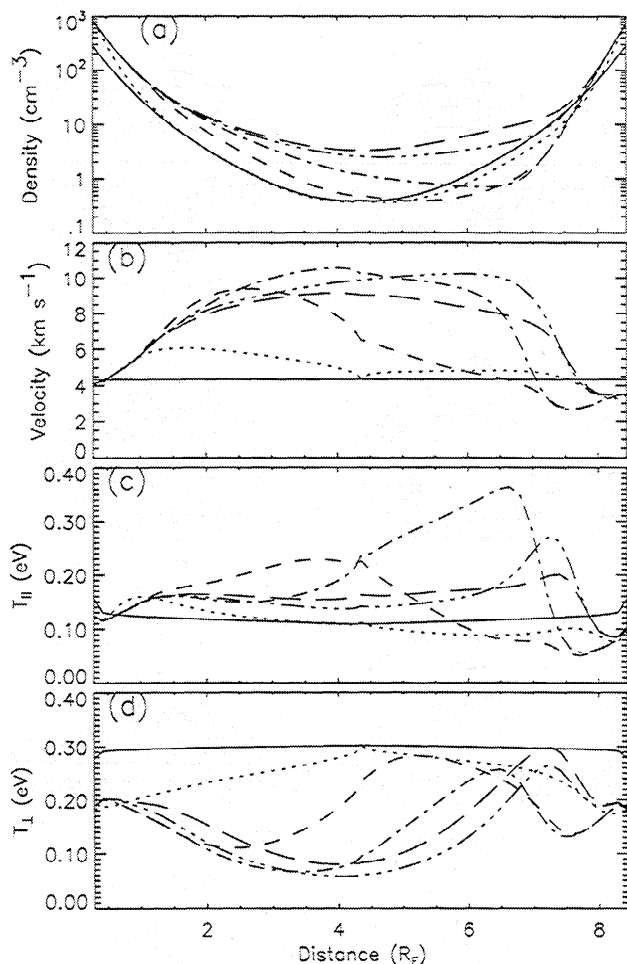 (a)
10³
10²
10
1
.1
Density (cm⁻³)
(b)
12
10
8
6
4
2
0
Velocity (km s⁻¹)
(c)
0.40
0.30
0.20
0.10
0.00
T∥ (eV)
(d)
0.40
0.30
0.20
0.10
0.00
T⊥ (eV)
2 4 6 8
Distance (R_E)